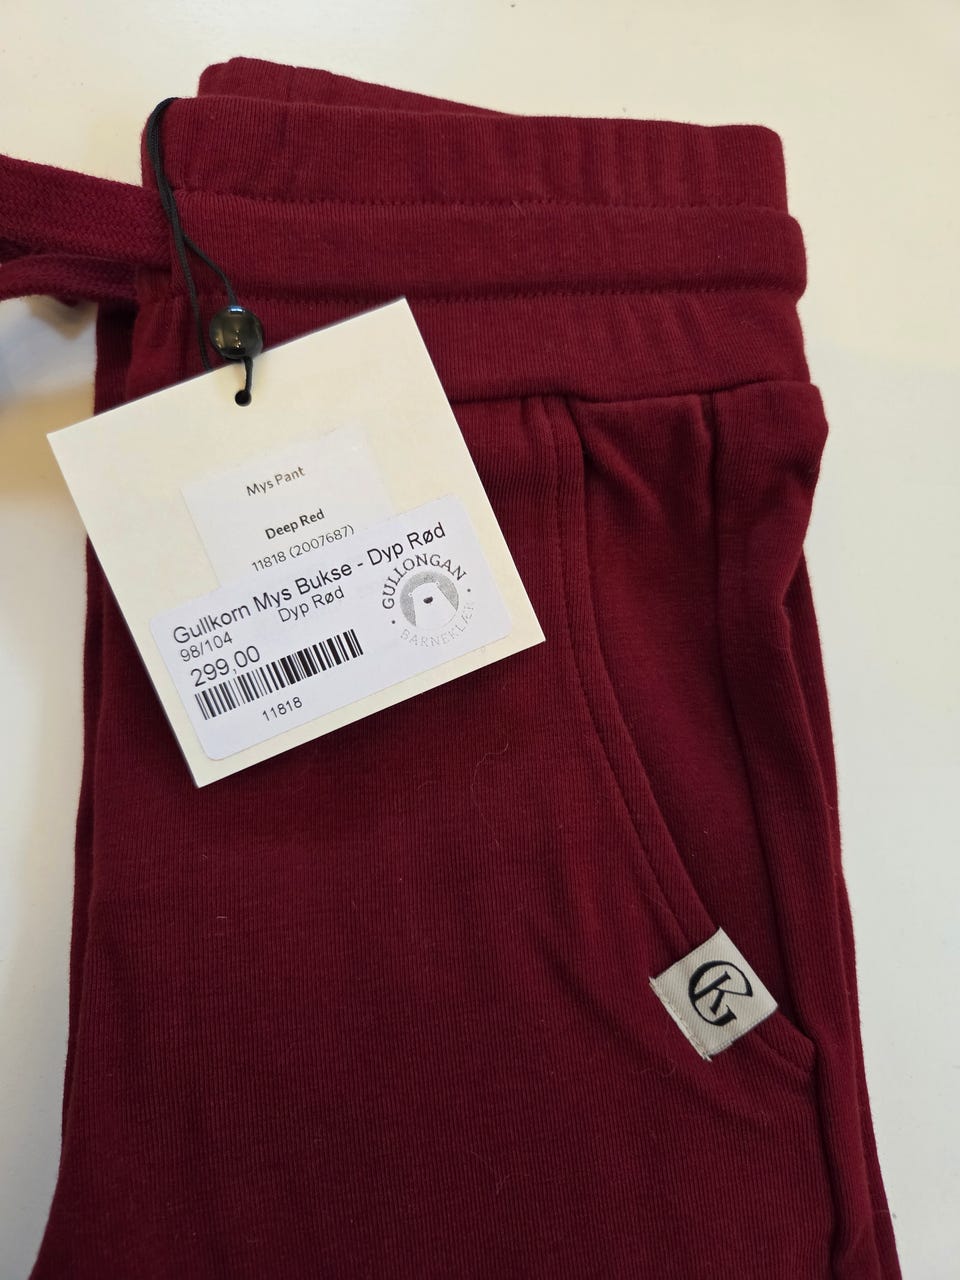 Mys Pant
Deep Red
11818 (2007687)
Gullkorn Mys Bukse - Dyp Rød
98/104 Dyp Rød
299,00
11818
GULLONGAN
BARNEKLÆR
GK